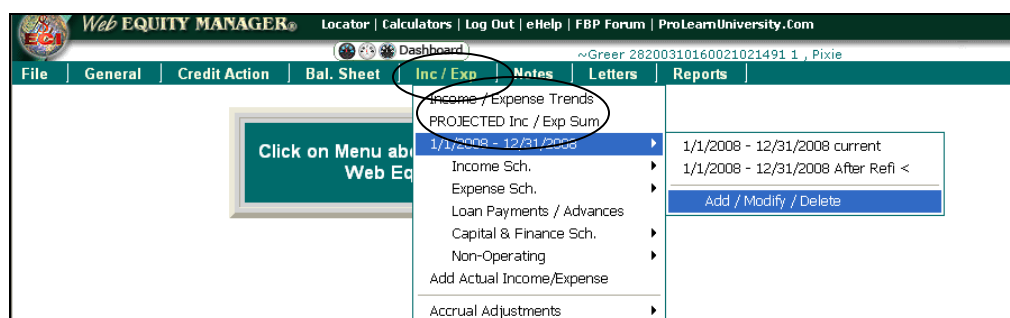 ECI Web EQUITY MANAGER® Locator | Calculators | Log Out | eHelp | FBP Forum | ProLearnUniversity.Com
Dashboard ~Greer 28200310160021021491 1 , Pixie
File | General | Credit Action | Bal. Sheet | Inc / Exp | Notes | Letters | Reports |
Income / Expense Trends
PROJECTED Inc / Exp Sum
Click on Menu ab
1/1/2008 - 12/31/2008
1/1/2008 - 12/31/2008 current
Web Eq
Income Sch.
1/1/2008 - 12/31/2008 After Refi <
Expense Sch.
Add / Modify / Delete
Loan Payments / Advances
Capital & Finance Sch.
Non-Operating
Add Actual Income/Expense
Accrual Adjustments